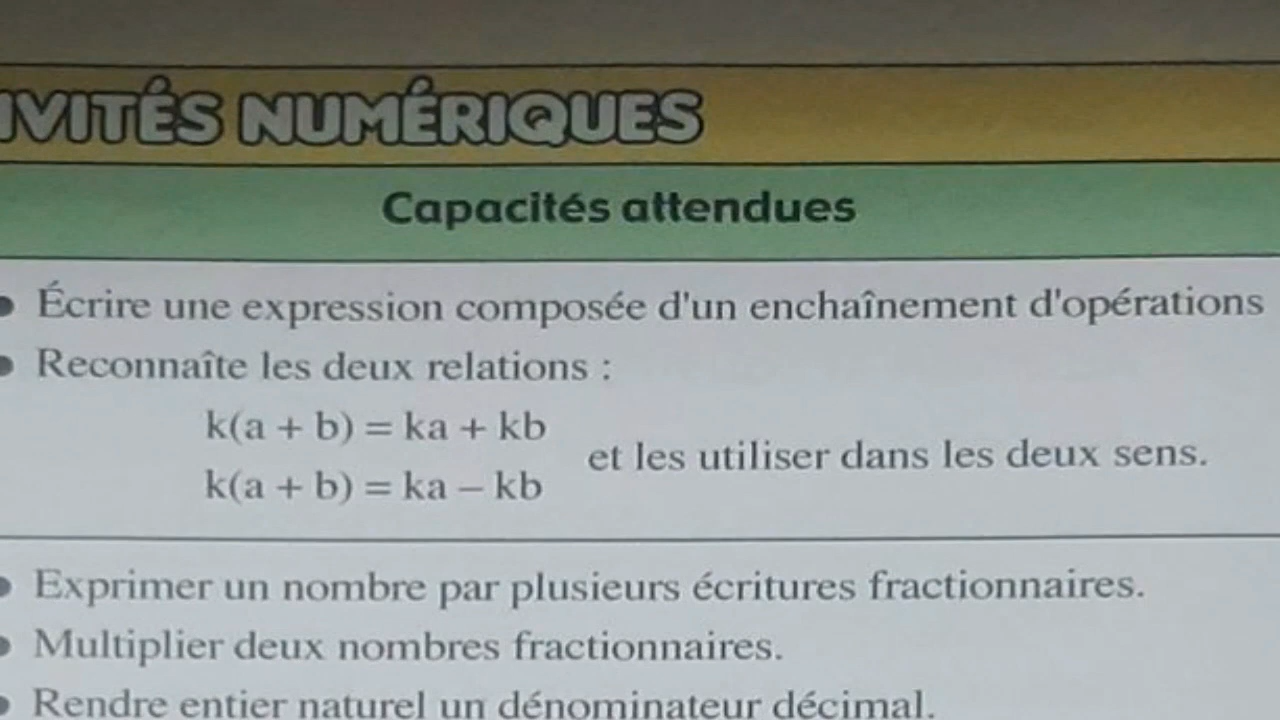 IVITÉS NUMÉRIQUES
Capacités attendues
Écrire une expression composée d'un enchaînement d'opérations
Reconnaîte les deux relations :
k(a + b) = ka + kb
et les utiliser dans les deux sens.
k(a + b) = ka – kb
Exprimer un nombre par plusieurs écritures fractionnaires.
Multiplier deux nombres fractionnaires.
Rendre entier naturel un dénominateur décimal.